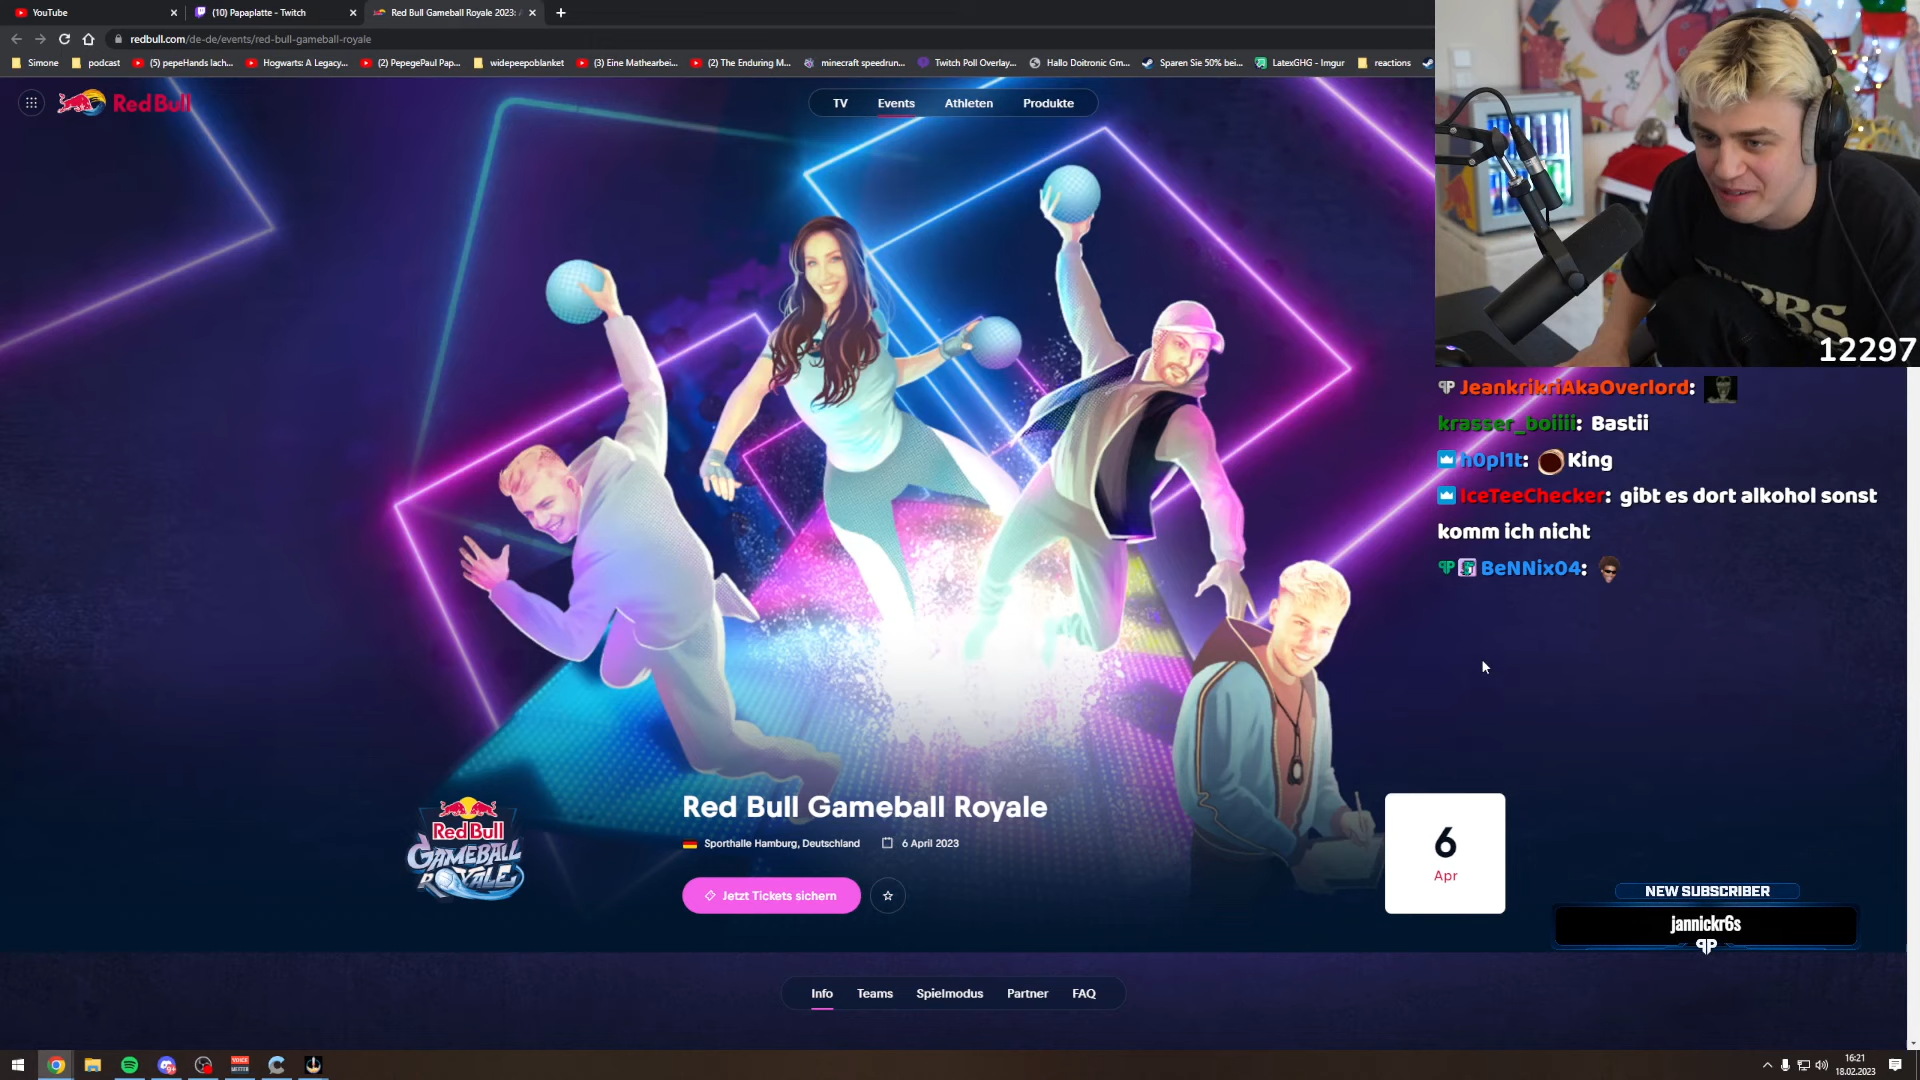 YouTube
(10) Papaplatte - Twitch
Red Bull Gameball Royale 2023:
redbull.com/de-de/events/red-bull-gameball-royale
Simone
podcast
(5) pepeHands lach...
Hogwarts: A Legacy...
(2) PepegePaul Pap...
widepeepoblanket
(3) Eine Mathearbei...
(2) The Enduring M...
minecraft speedrun...
Twitch Poll Overlay...
Hallo Doitronic Gm...
Sparen Sie 50% bei...
LatexGHG - Imgur
reactions
Red Bull
TV
Events
Athleten
Produkte
12297
JeankrikriAkaOverlord:
krasser_boiiii: Bastii
h0pl1t: King
IceTeeChecker: gibt es dort alkohol sonst
komm ich nicht
BeNNix04:
Red Bull
GAMEBALL
ROYALE
Red Bull Gameball Royale
Sporthalle Hamburg, Deutschland
6 April 2023
Jetzt Tickets sichern
6
Apr
NEW SUBSCRIBER
jannickr6s
Info
Teams
Spielmodus
Partner
FAQ
16:21
18.02.2023